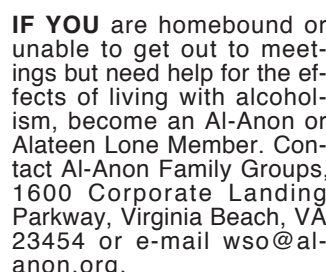 IF YOU are homebound or
unable to get out to meet-
ings but need help for the ef-
fects of living with alcohol-
ism, become an Al-Anon or
Alateen Lone Member. Con-
tact Al-Anon Family Groups,
1600 Corporate Landing
Parkway, Virginia Beach, VA
23454 or e-mail wso@al-
anon.org.